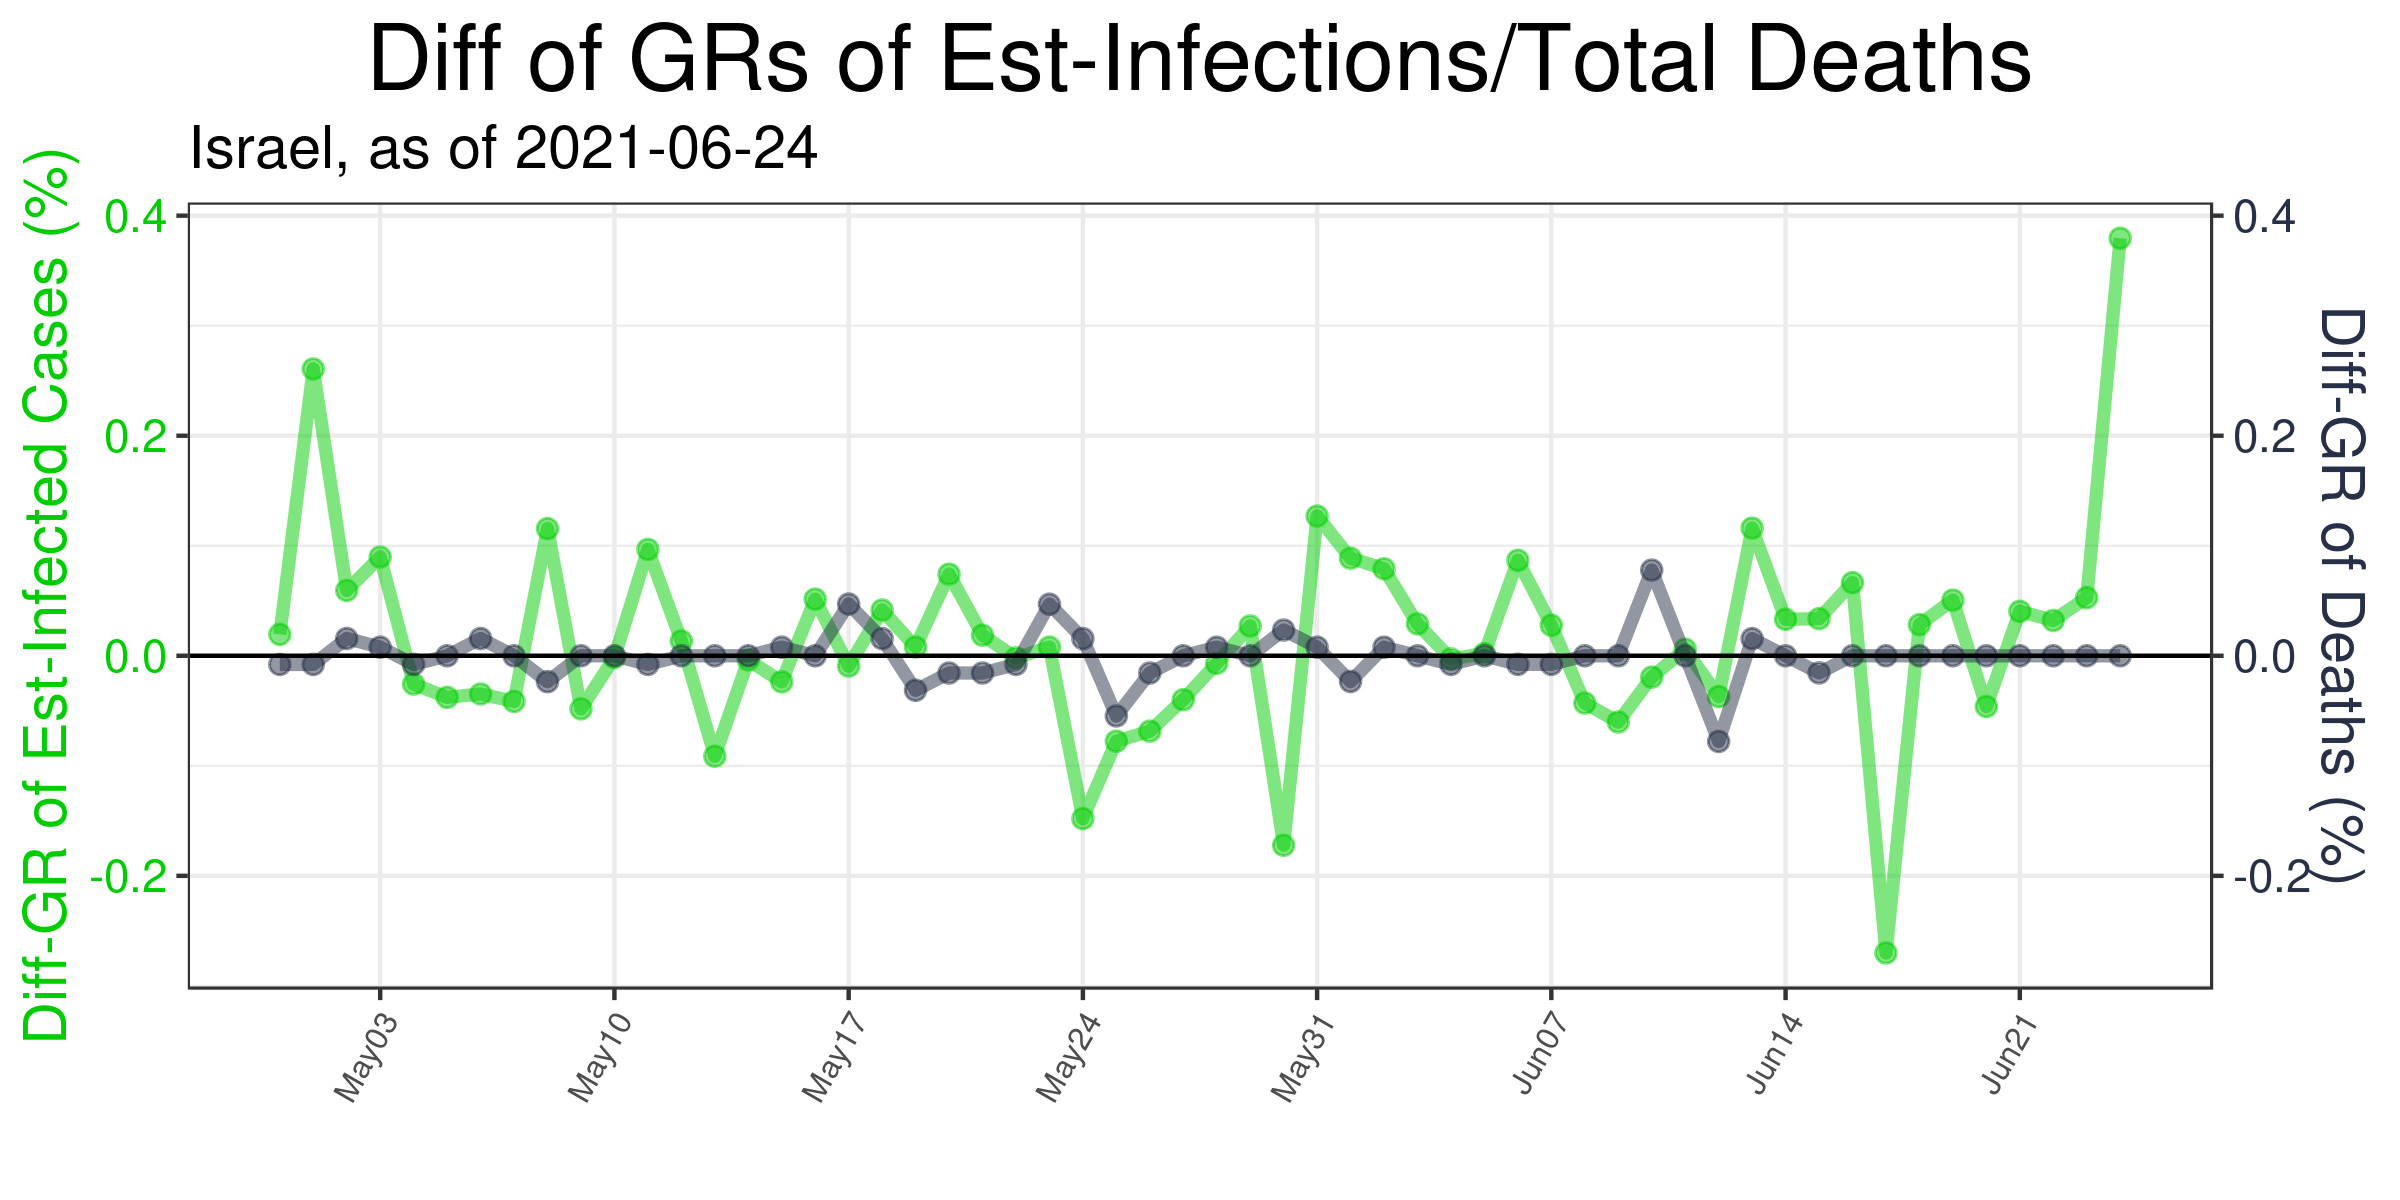 Diff of GRs of Est-Infections/Total Deaths
Israel, as of 2021-06-24
Diff-GR of Est-Infected Cases (%)
0.4
0.2
0.0
-0.2
0.4
0.2
0.0
-0.2
Diff-GR of Deaths (%)
May03
May10
May17
May24
May31
Jun07
Jun14
Jun21